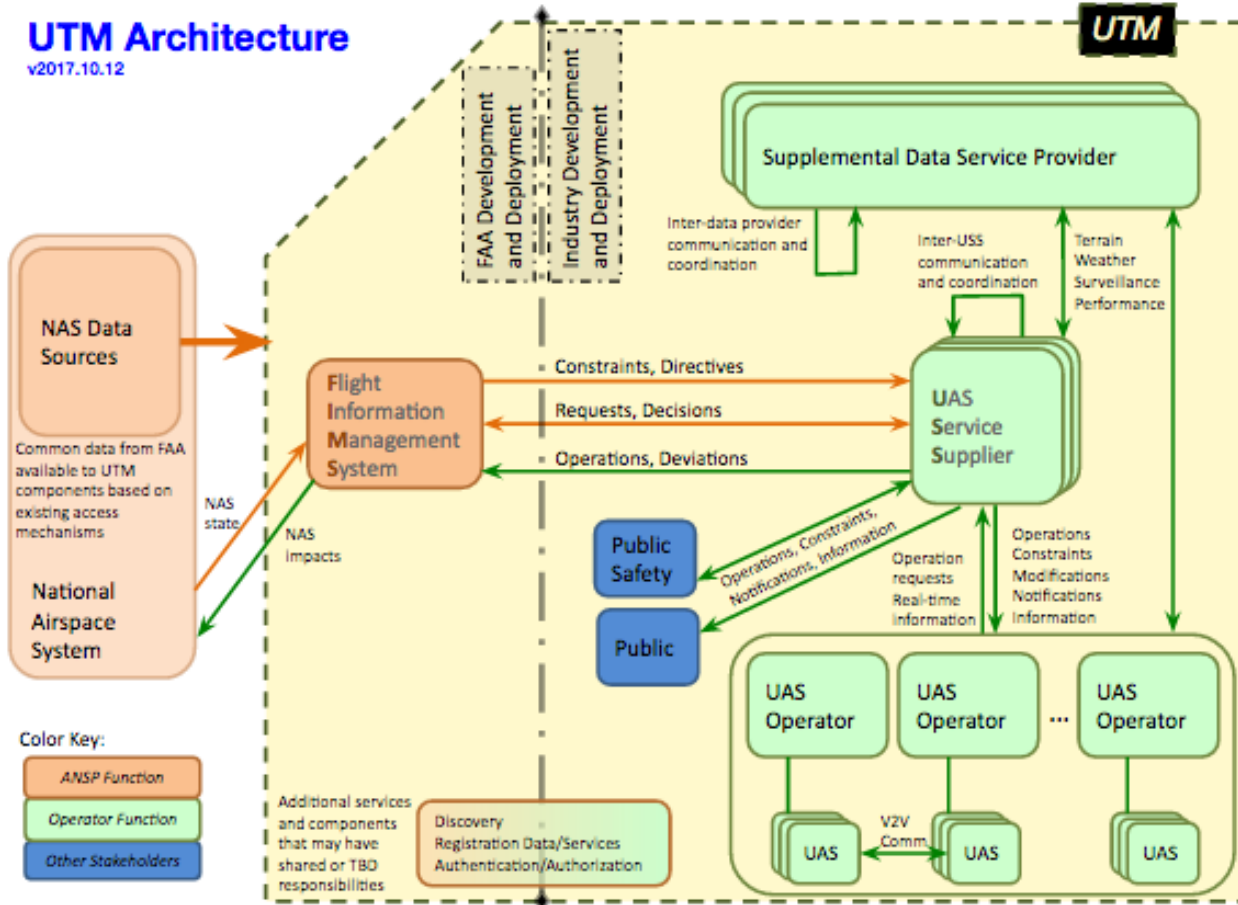 UTM Architecture
v2017.10.12
UTM
FAA Development
and Deployment
Industry Development
and Deployment
Supplemental Data Service Provider
Inter-data provider
communication and
coordination
Inter-USS
communication
and coordination
Terrain
Weather
Surveillance
Performance
NAS Data
Sources
Common data from FAA
available to UTM
components based on
existing access
mechanisms
National
Airspace
System
NAS
state
NAS
impacts
Flight
Information
Management
System
Constraints, Directives
Requests, Decisions
Operations, Deviations
UAS
Service
Supplier
Public
Safety
Public
Operations, Constraints,
Notifications, Information
Operation
requests
Real-time
information
Operations
Constraints
Modifications
Notifications
Information
UAS
Operator
UAS
Operator
...
UAS
Operator
UAS
V2V
Comm.
UAS
UAS
Color Key:
ANSP Function
Operator Function
Other Stakeholders
Additional services
and components
that may have
shared or TBD
responsibilities
Discovery
Registration Data/Services
Authentication/Authorization